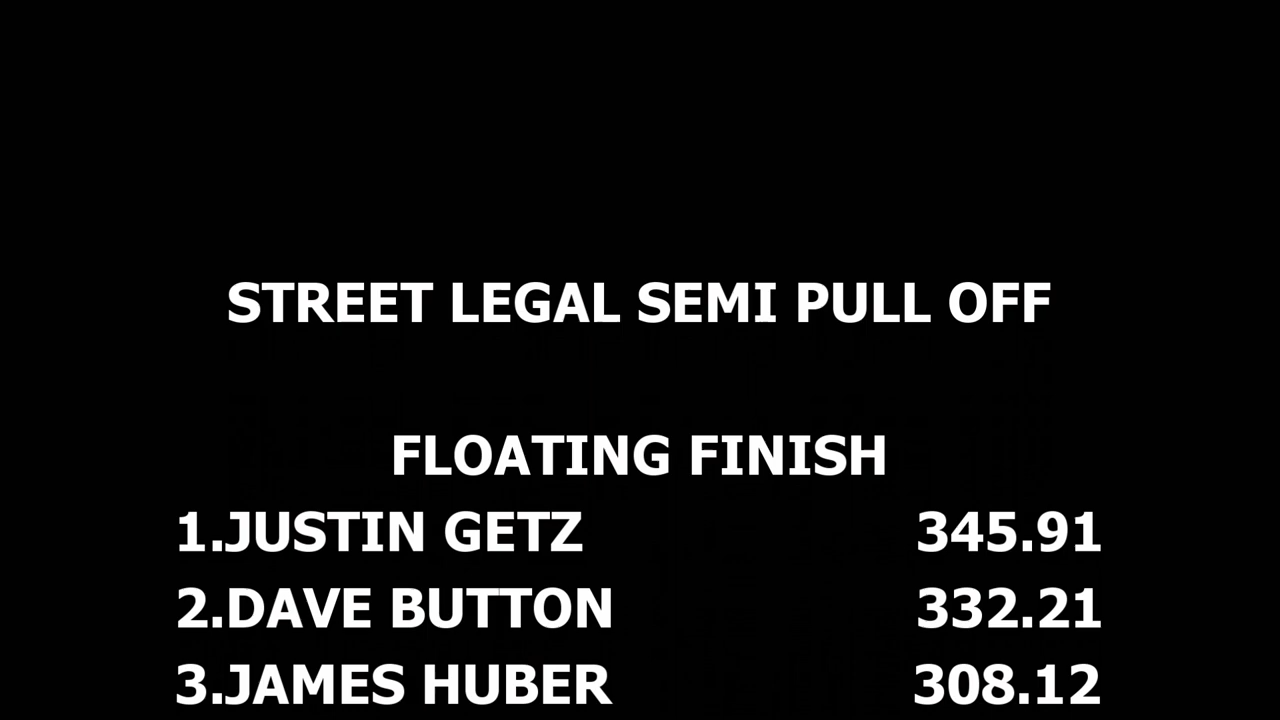 STREET LEGAL SEMI PULL OFF
FLOATING FINISH
1.JUSTIN GETZ 345.91
2.DAVE BUTTON 332.21
3.JAMES HUBER 308.12